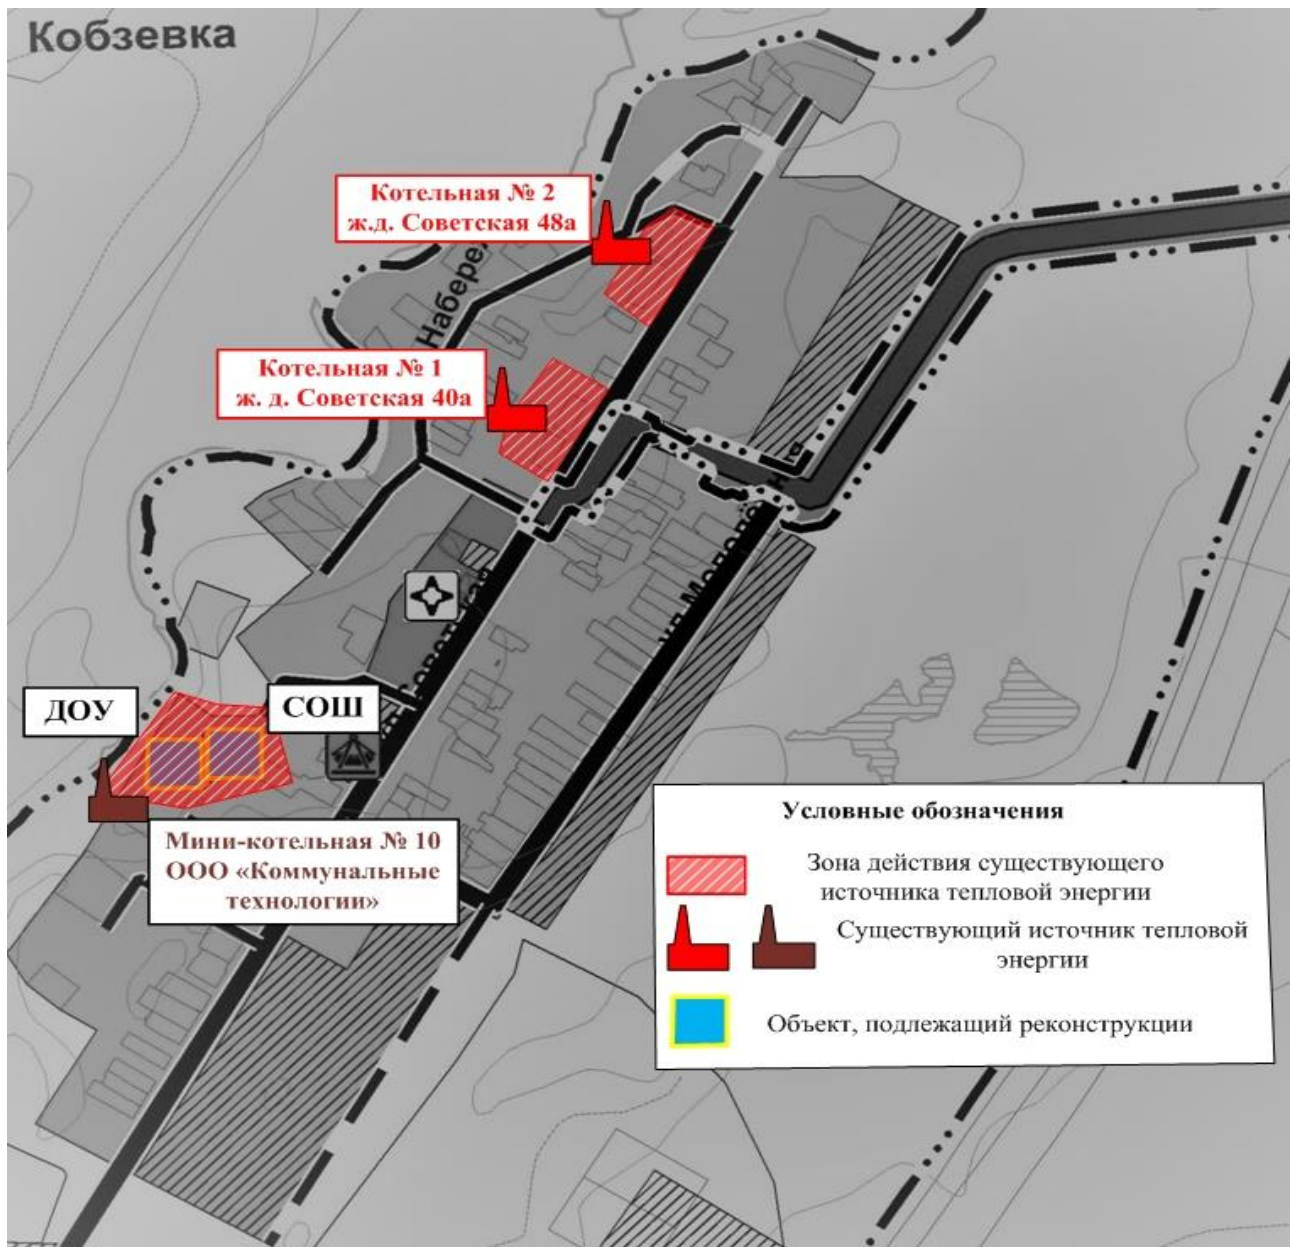 Кобзевка
Котельная № 2
ж.д. Советская 48а
Котельная № 1
ж. д. Советская 40а
ДОУ
СОШ
Мини-котельная № 10
ООО «Коммунальные
технологии»
Условные обозначения
Зона действия существующего
источника тепловой энергии
Существующий источник тепловой
энергии
Объект, подлежащий реконструкции